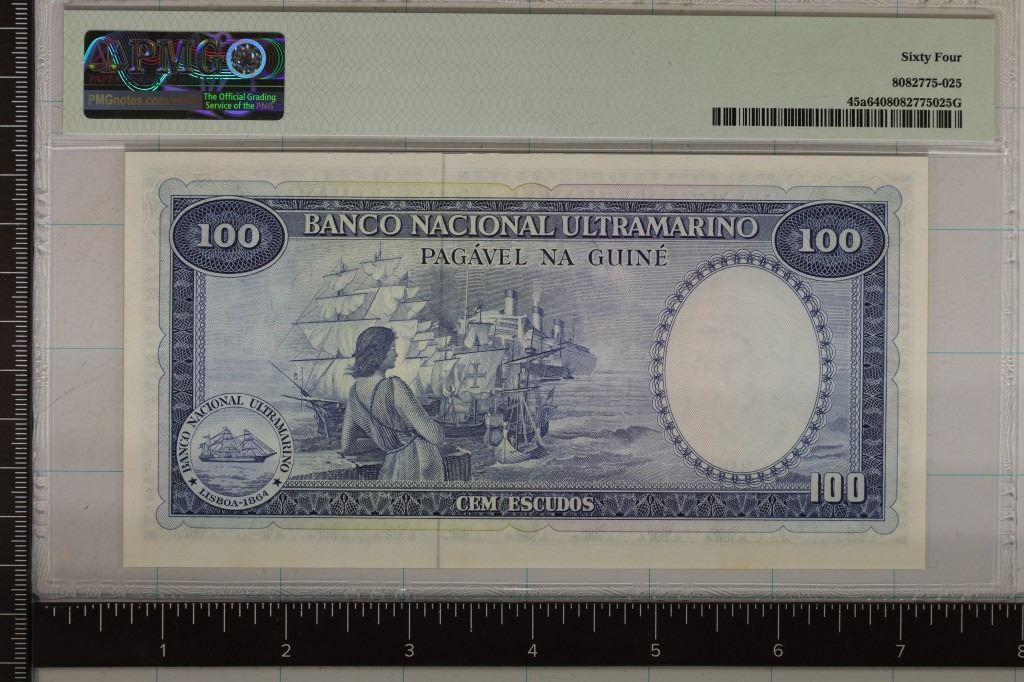 PMG
Sixty Four
PMGnotes.com/
The Official Grading
Service of the PNG
8082775-025
45a6408082775025G
100
BANCO NACIONAL ULTRAMARINO
100
PAGÁVEL NA GUINÉ
BANCO NACIONAL ULTRAMARINO
LISBOA-1864
CEM ESCUDOS
100
1 2 3 4 5 6 7 8